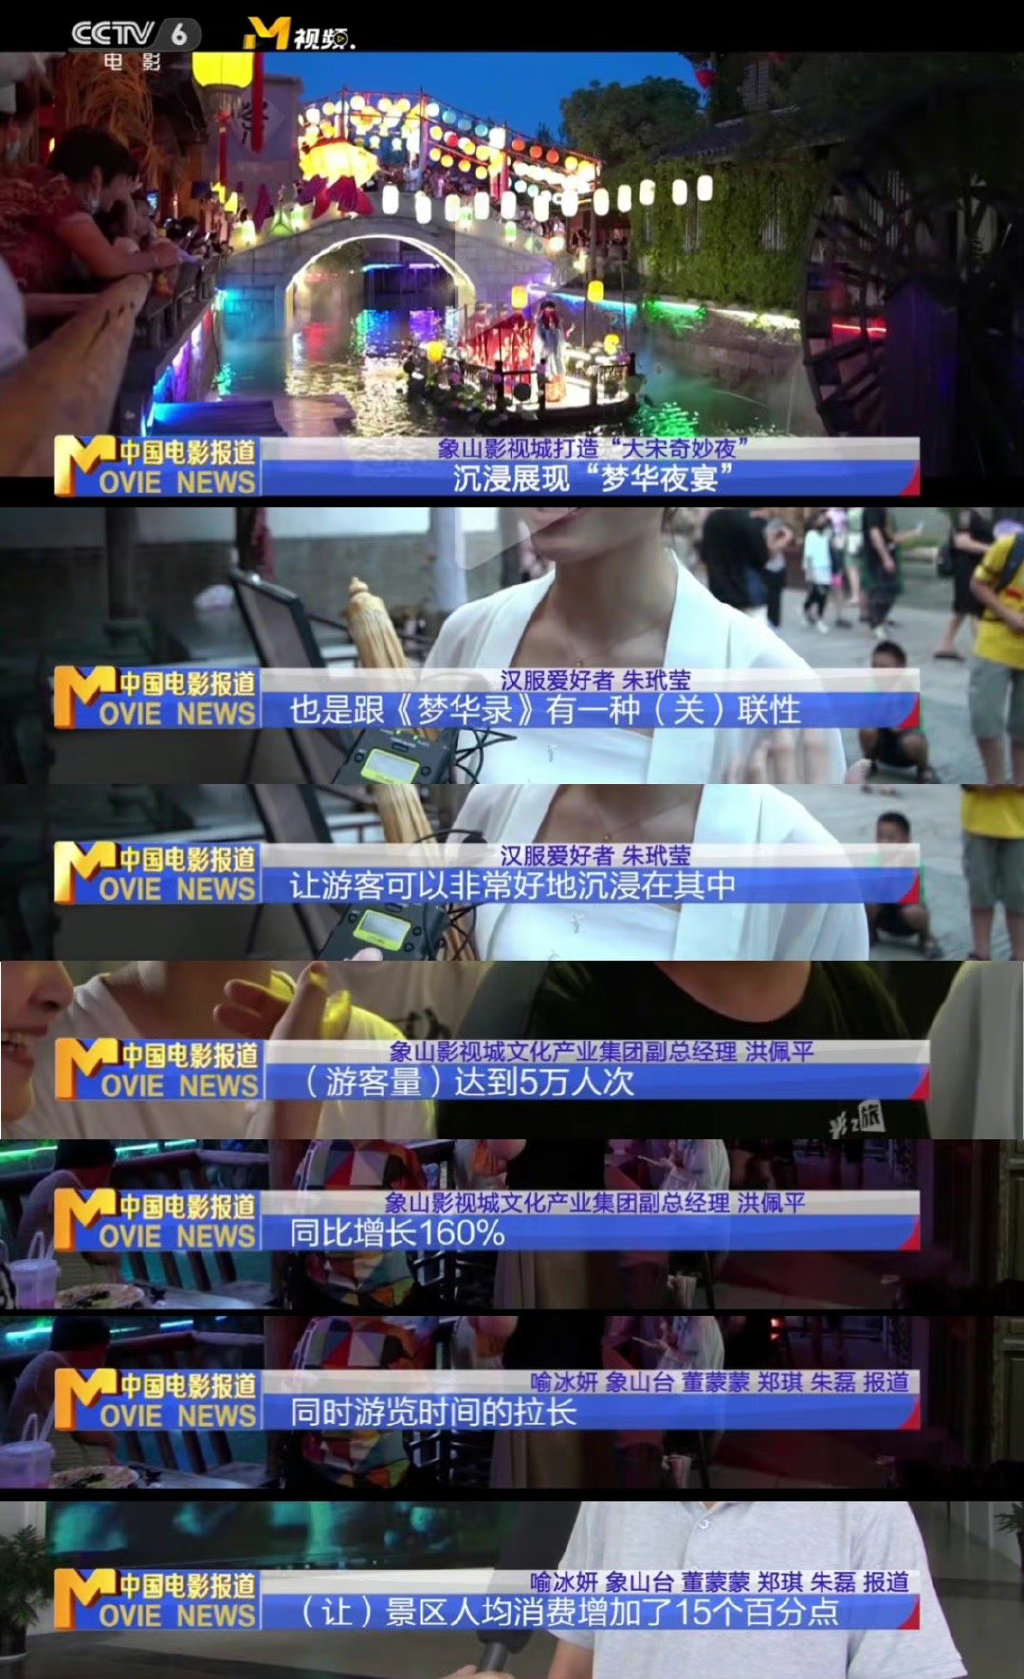 CCTV 6
电影
M视频.
象山影视城打造“大宋奇妙夜”
中国电影报道
MOVIE NEWS
沉浸展现“梦华夜宴”
汉服爱好者 朱玳莹
中国电影报道
MOVIE NEWS
也是跟《梦华录》有一种（关）联性
汉服爱好者 朱玳莹
中国电影报道
MOVIE NEWS
让游客可以非常好地沉浸在其中
象山影视城文化产业集团副总经理 洪佩平
中国电影报道
MOVIE NEWS
（游客量）达到5万人次
象山影视城文化产业集团副总经理 洪佩平
中国电影报道
MOVIE NEWS
同比增长160%
喻冰妍 象山台 董蒙蒙 郑琪 朱磊 报道
中国电影报道
MOVIE NEWS
同时游览时间的拉长
喻冰妍 象山台 董蒙蒙 郑琪 朱磊 报道
中国电影报道
MOVIE NEWS
（让）景区人均消费增加了15个百分点